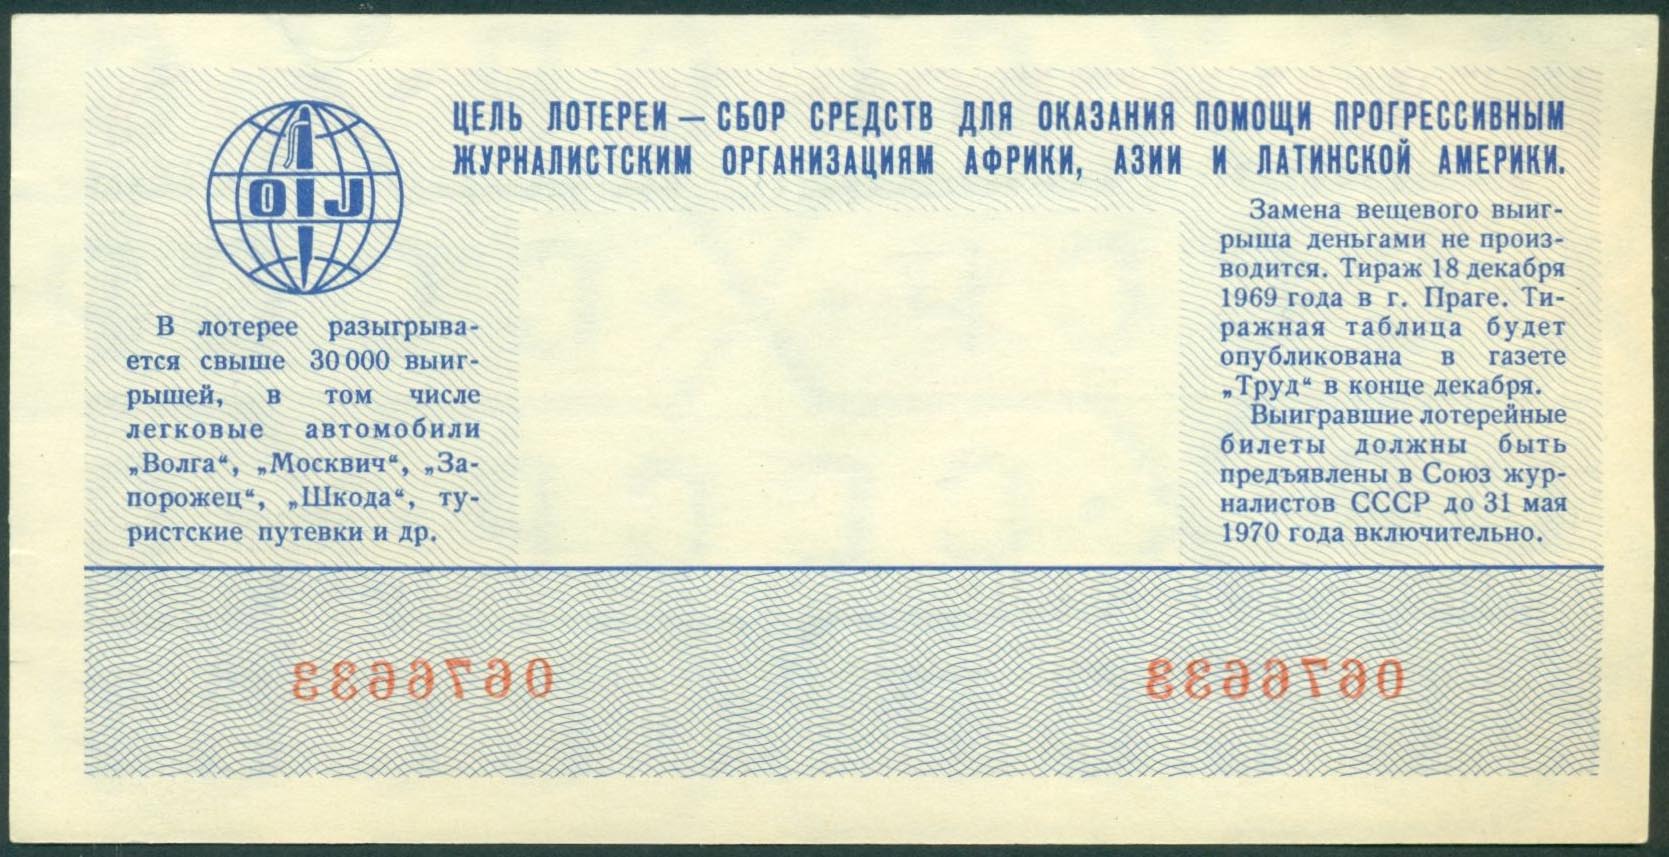 ЦЕЛЬ ЛОТЕРЕИ — СБОР СРЕДСТВ ДЛЯ ОКАЗАНИЯ ПОМОЩИ ПРОГРЕССИВНЫМ
ЖУРНАЛИСТСКИМ ОРГАНИЗАЦИЯМ АФРИКИ, АЗИИ И ЛАТИНСКОЙ АМЕРИКИ.
OIJ
В лотерее разыгрыва-
ется свыше 30 000 выиг-
рышей, в том числе
легковые автомобили
„Волга“, „Москвич“, „За-
порожец“, „Шкода“, ту-
ристские путевки и др.
Замена вещевого выиг-
рыша деньгами не произ-
водится. Тираж 18 декабря
1969 года в г. Праге. Ти-
ражная таблица будет
опубликована в газете
„Труд“ в конце декабря.
Выигравшие лотерейные
билеты должны быть
предъявлены в Союз жур-
налистов СССР до 31 мая
1970 года включительно.
0676633
0676633